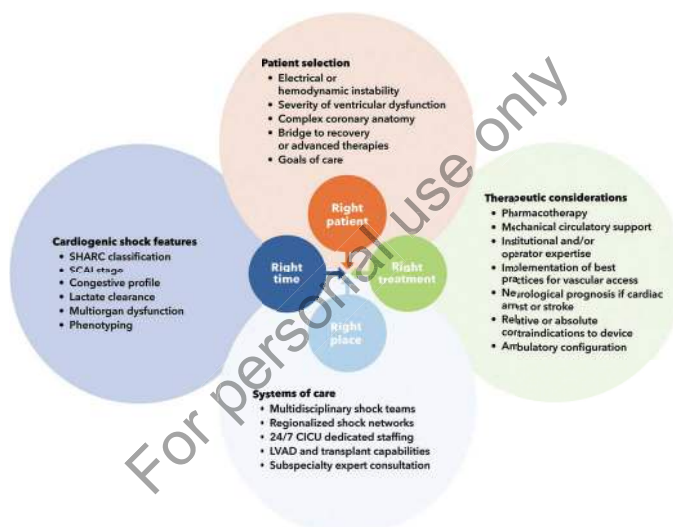 Patient selection
• Electrical or
hemodynamic instability
• Severity of ventricular dysfunction
• Complex coronary anatomy
• Bridge to recovery
or advanced therapies
• Goals of care
Right
patient
Cardiogenic shock features
• SHARC classification
• SCAI stage
• Congestive profile
• Lactate clearance
• Multiorgan dysfunction
• Phenotyping
Right
time
Right
treatment
Therapeutic considerations
• Pharmacotherapy
• Mechanical circulatory support
• Institutional and/or
operator expertise
• Implementation of best
practices for vascular access
• Neurological prognosis if cardiac
arrest or stroke
• Relative or absolute
contraindications to device
• Ambulatory configuration
Right
place
Systems of care
• Multidisciplinary shock teams
• Regionalized shock networks
• 24/7 CICU dedicated staffing
• LVAD and transplant capabilities
• Subspecialty expert consultation
For personal use only